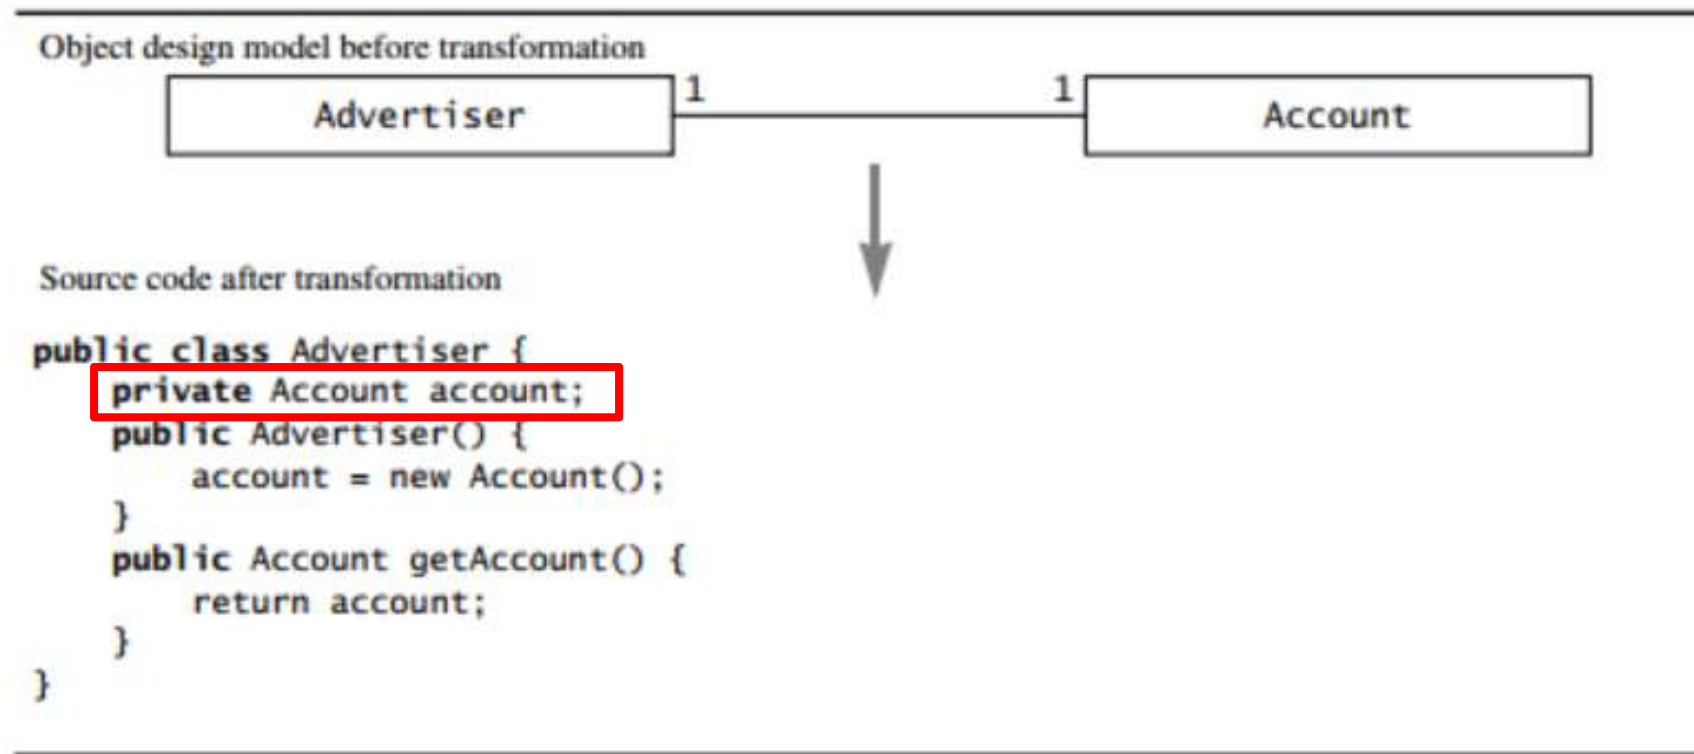 Object design model before transformation
Advertiser 1 1 Account
Source code after transformation
public class Advertiser {
private Account account;
public Advertiser() {
account = new Account();
}
public Account getAccount() {
return account;
}
}